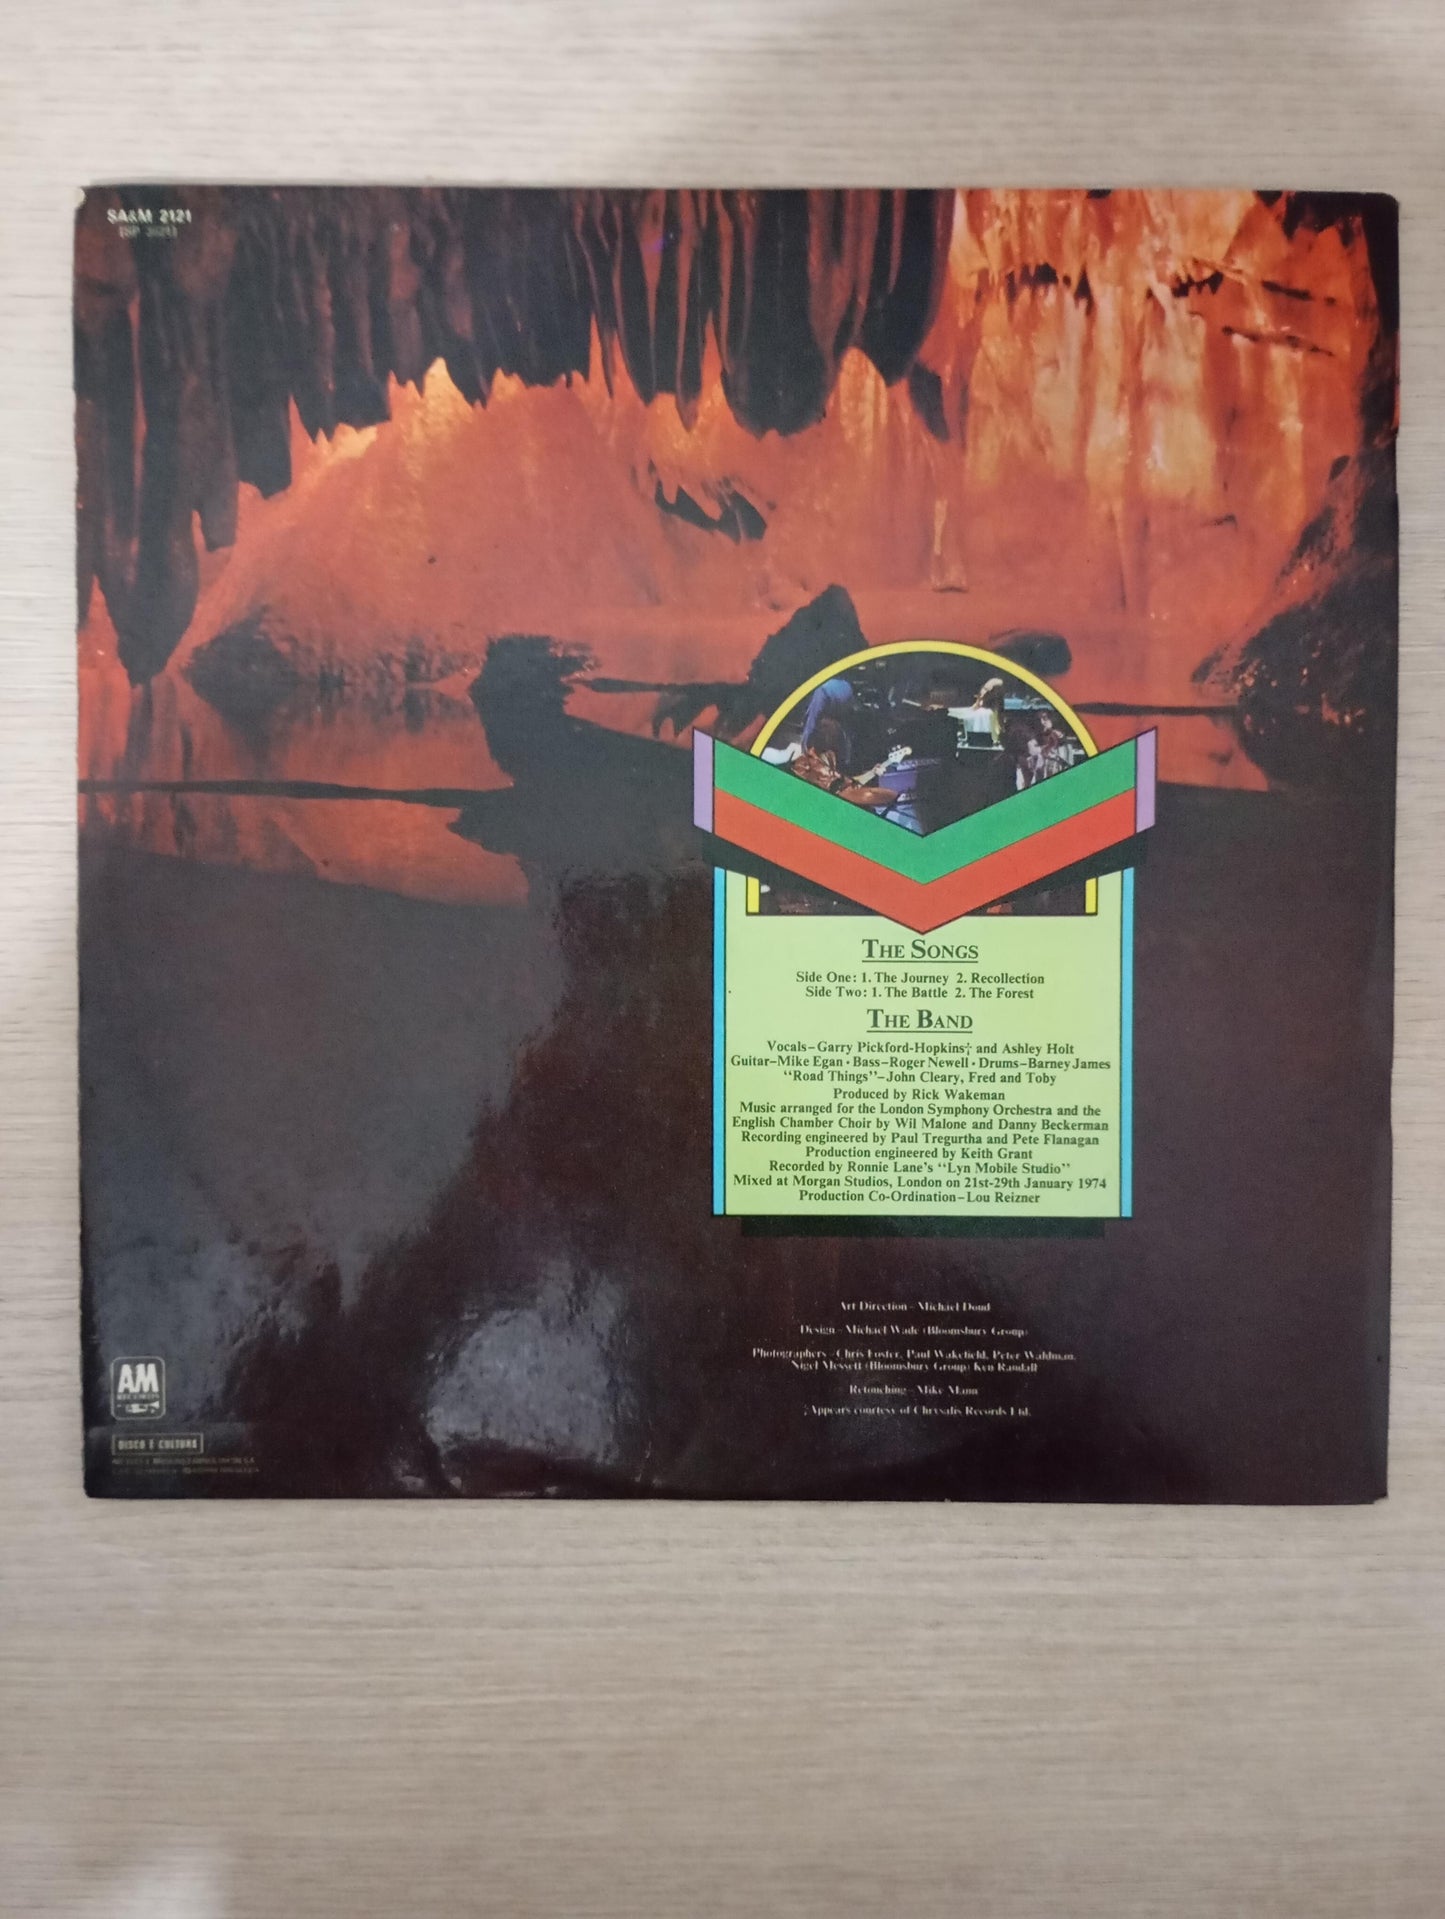 SA&M 2121
THE SONGS
Side One: 1. The Journey 2. Recollection
Side Two: 1. The Battle 2. The Forest
THE BAND
Vocals–Garry Pickford-Hopkins† and Ashley Holt
Guitar–Mike Egan · Bass–Roger Newell · Drums–Barney James
“Road Things”–John Cleary, Fred and Toby
Produced by Rick Wakeman
Music arranged for the London Symphony Orchestra and the
English Chamber Choir by Wil Malone and Danny Beckerman
Recording engineered by Paul Tregurtha and Pete Flanagan
Production engineered by Keith Grant
Recorded by Ronnie Lane's “Lyn Mobile Studio”
Mixed at Morgan Studios, London on 21st-29th January 1974
Production Co-Ordination–Lou Reizner
Art Direction – Michael Doud
Design – Michael Wade (Bloomsbury Group)
Photographers – Chris Foster, Paul Wakefield, Peter Waldman,
Nigel Messett (Bloomsbury Group) Ken Randall
Retouching – Mike Mann
†Appears courtesy of Chrysalis Records Ltd.
AM
RECORDS
DISCO É CULTURA